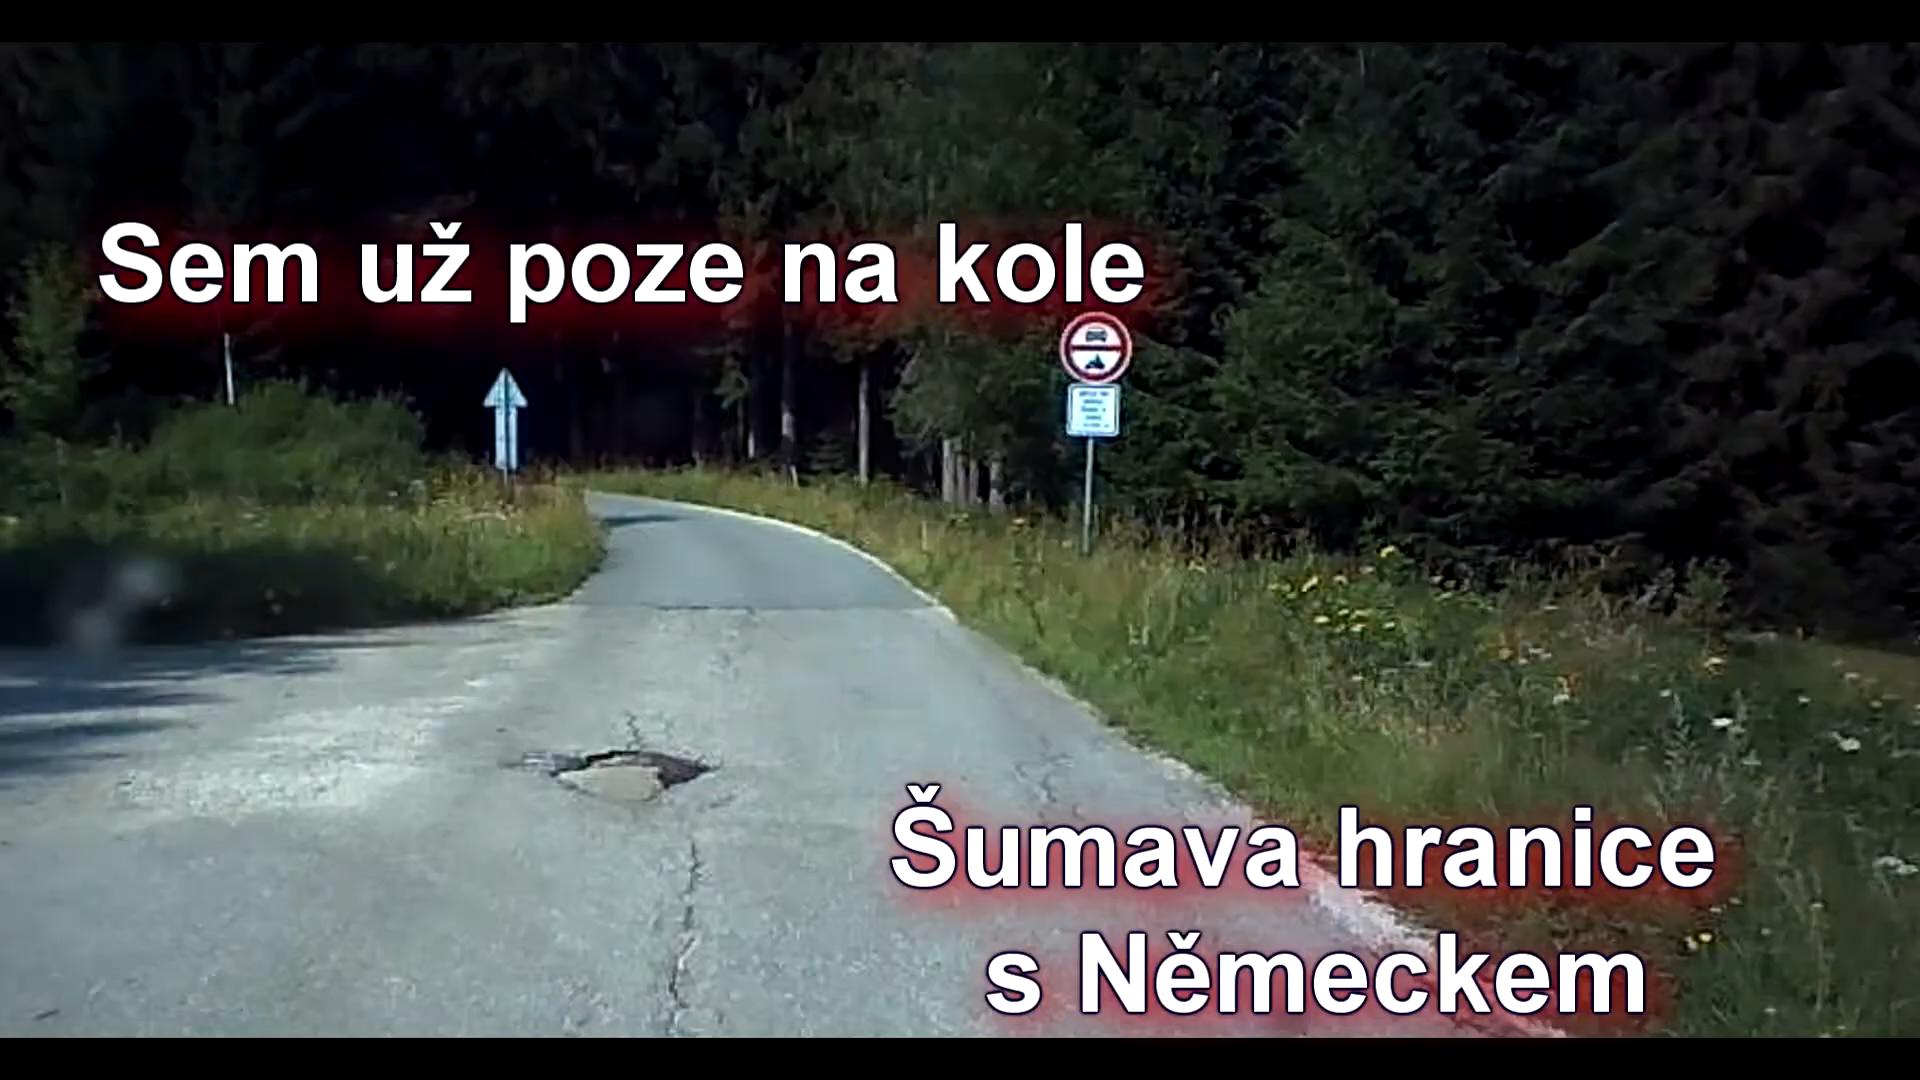 Sem už poze na kole
Šumava hranice
s Německem